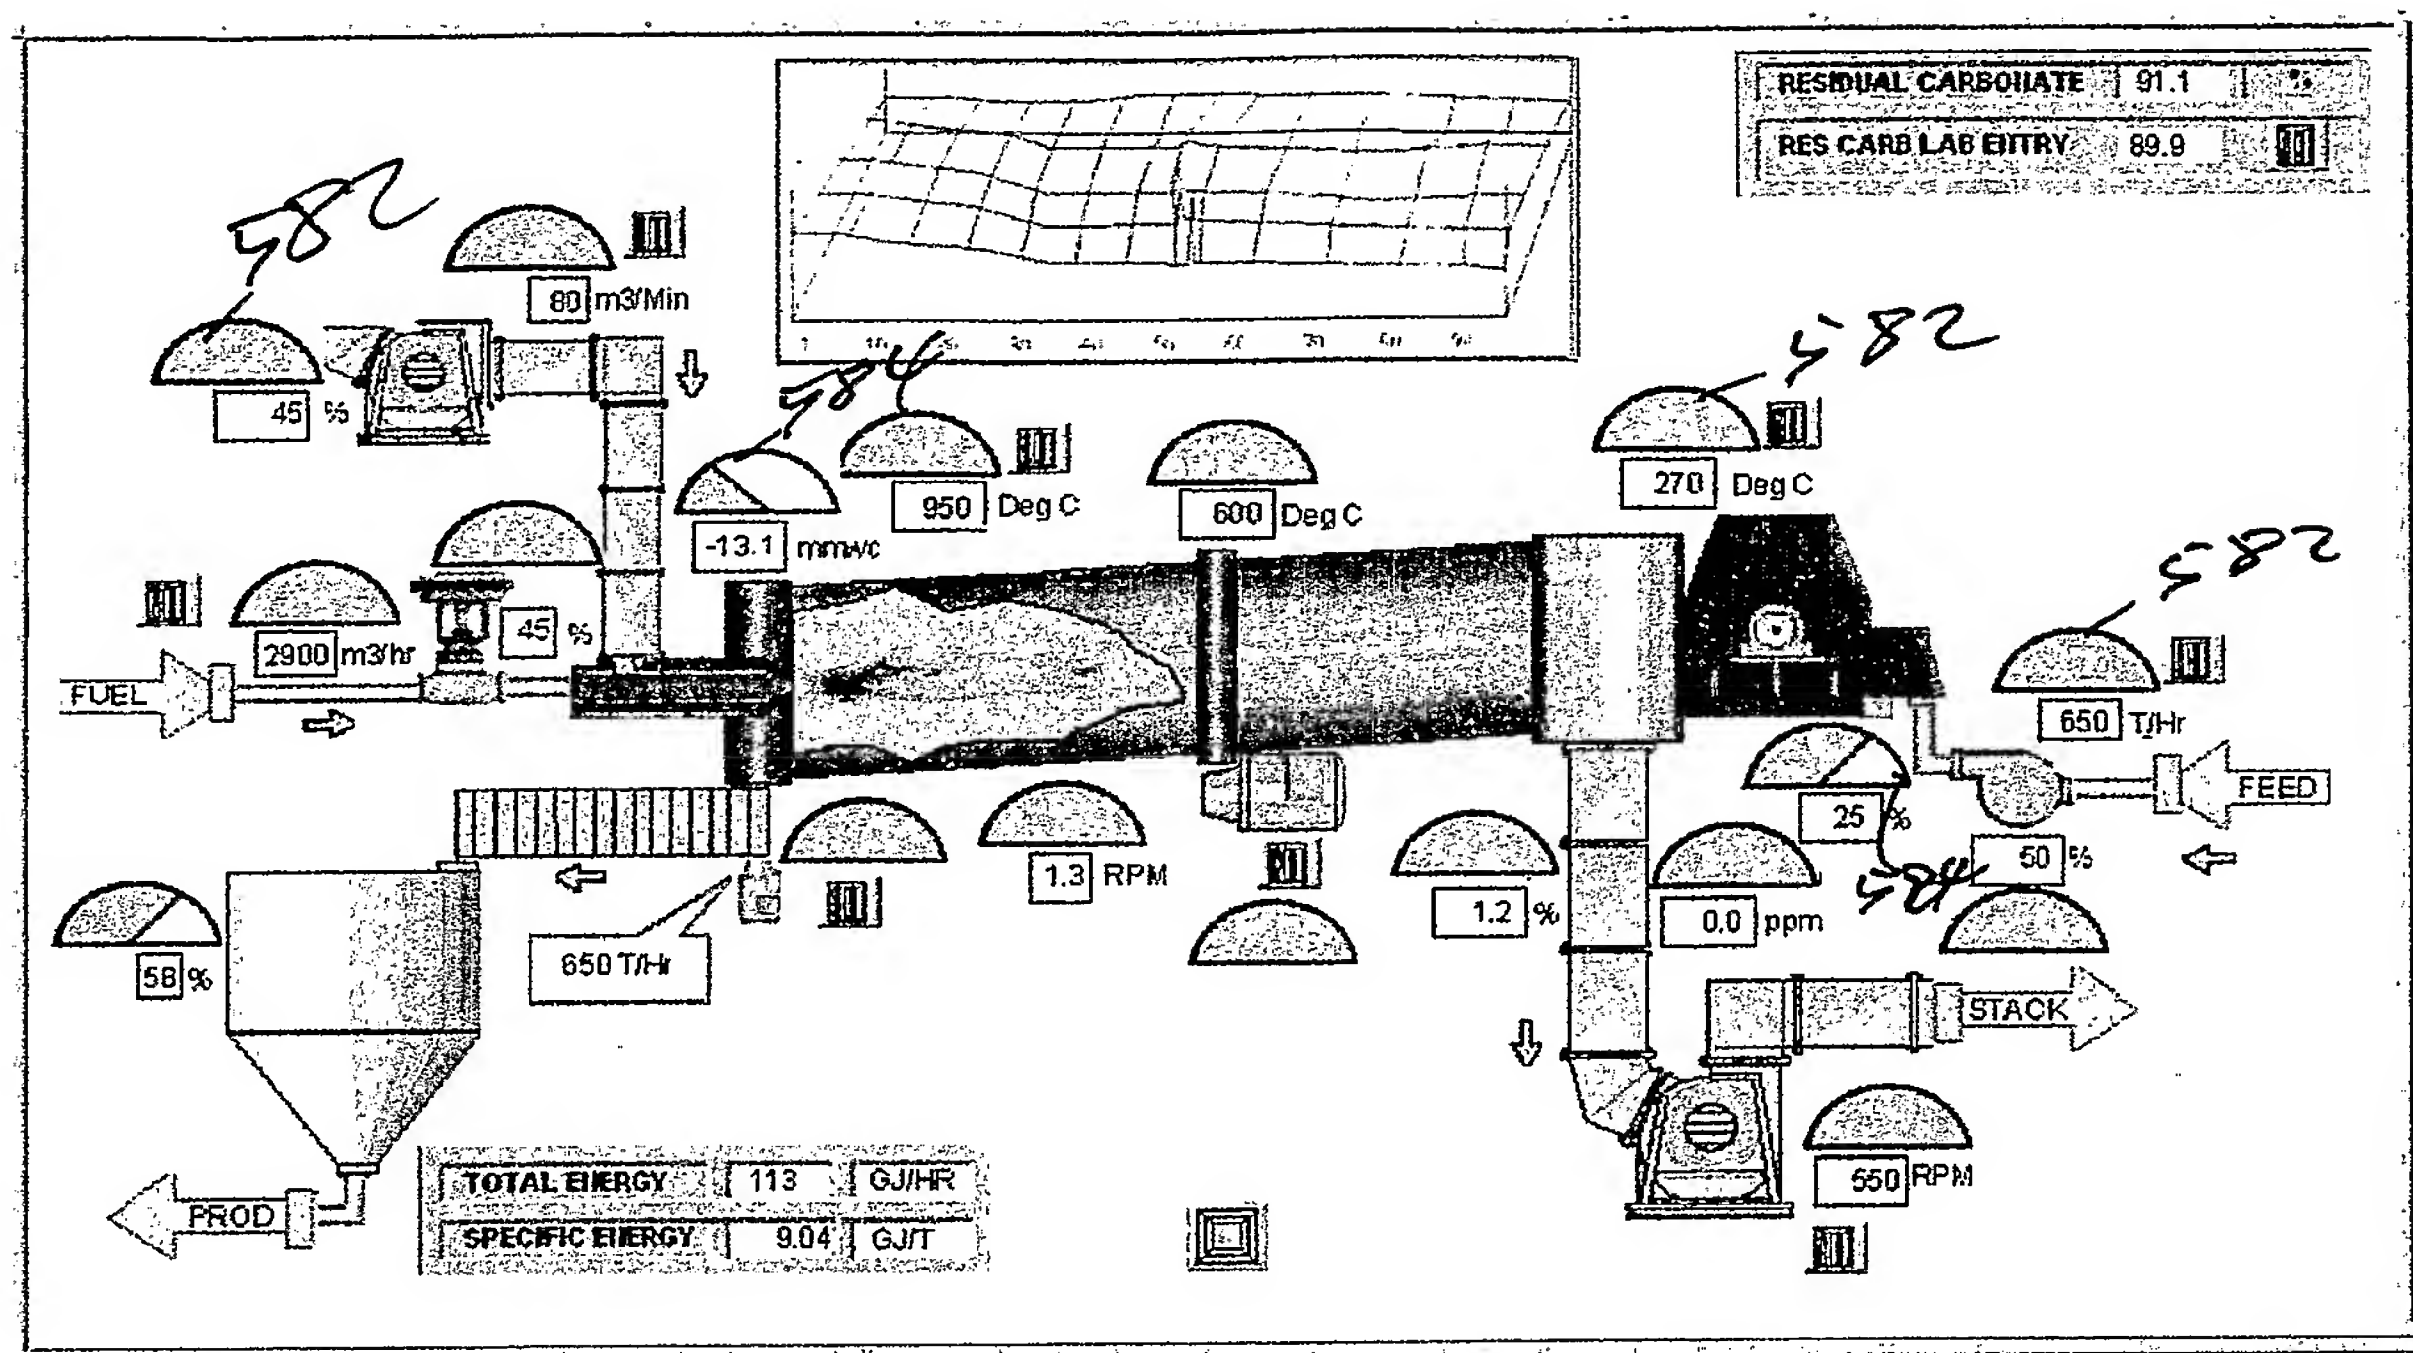 RESIDUAL CARBONATE 91.1 %
RES CARB LAB ENTRY 89.9
582
80 m3/Min
45 %
1 10
584
582
950 Deg C
600 Deg C
270 Deg C
-13.1 mmwc
582
2900 m3/hr
45 %
FUEL
650 T/Hr
FEED
25 %
50 %
584
1.3 RPM
1.2 %
0.0 ppm
58 %
650 T/Hr
STACK
550 RPM
PROD
TOTAL ENERGY 113 GJ/HR
SPECIFIC ENERGY 9.04 GJ/T